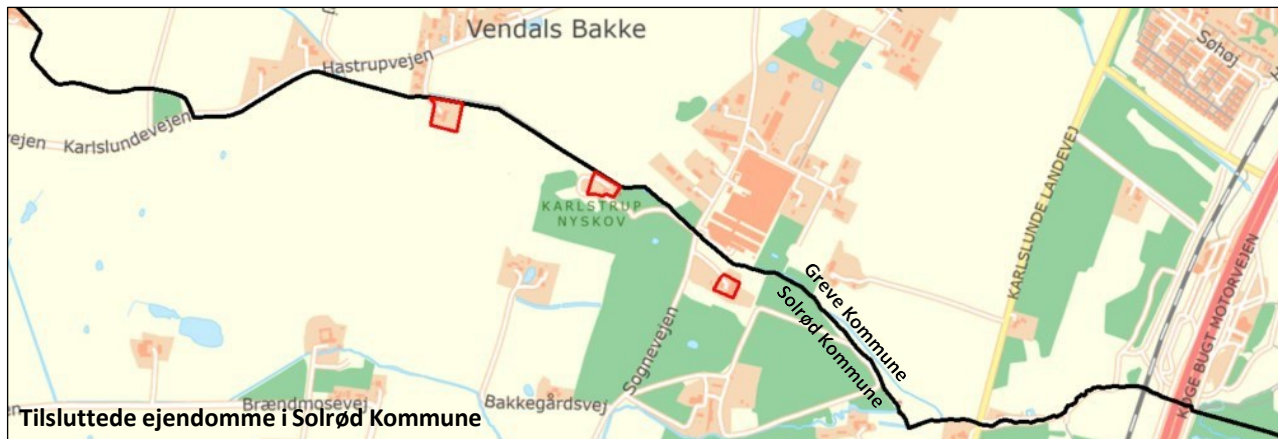 Vendals Bakke
Søhøj
Hastrupvejen
vejen
Karlslundevejen
KARLSTRUP
NYSKOV
KARLSLUNDE LANDEVEJ
KØGE BUGT MOTORVEJEN
Greve Kommune
Solrød Kommune
Sognevejen
Brændmosevej
Bakkegårdsvej
Tilsluttede ejendomme i Solrød Kommune